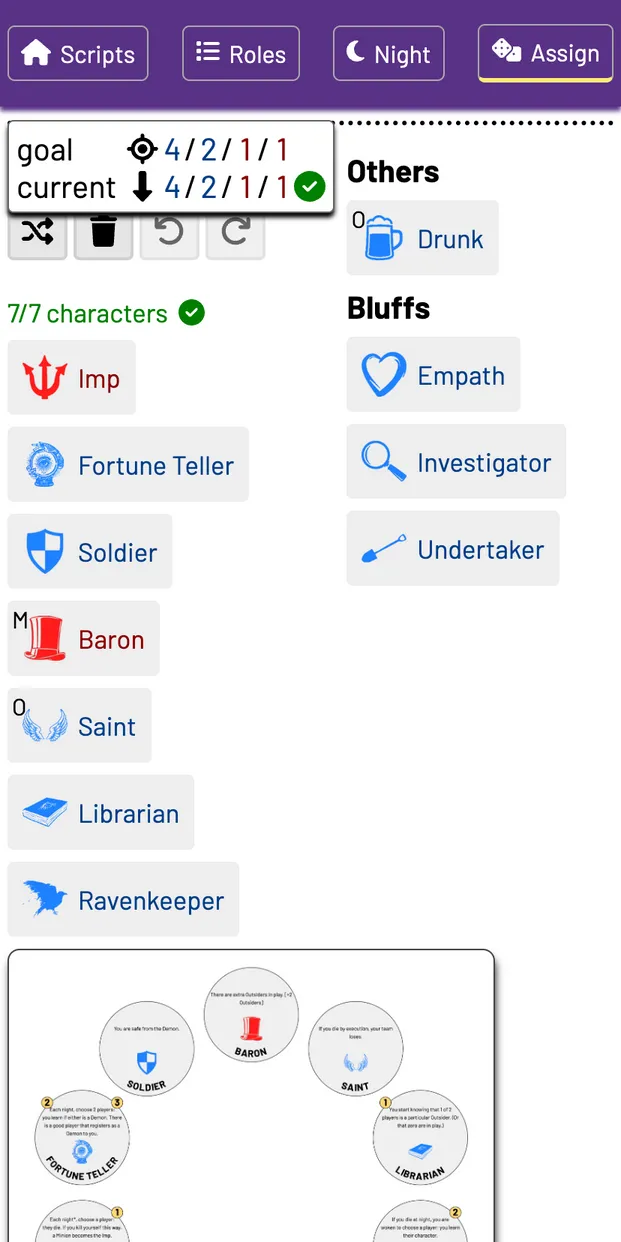 Scripts
Roles
Night
Assign
goal 4/2/1/1
current 4/2/1/1
7/7 characters
Imp
Fortune Teller
Soldier
M
Baron
O
Saint
Librarian
Ravenkeeper
Others
O
Drunk
Bluffs
Empath
Investigator
Undertaker
There are extra Outsiders in play. [+2
Outsiders]
BARON
You are safe from the Demon.
SOLDIER
If you die by execution, your team
loses.
SAINT
2
3
Each night, choose 2 players:
you learn if either is a Demon. There
is a good player that registers as a
Demon to you.
FORTUNE TELLER
1
You start knowing that 1 of 2
players is a particular Outsider. (Or
that zero are in play.)
LIBRARIAN
1
Each night*, choose a player:
they die. If you kill yourself this way,
a Minion becomes the Imp.
2
If you die at night, you are
woken to choose a player: you learn
their character.